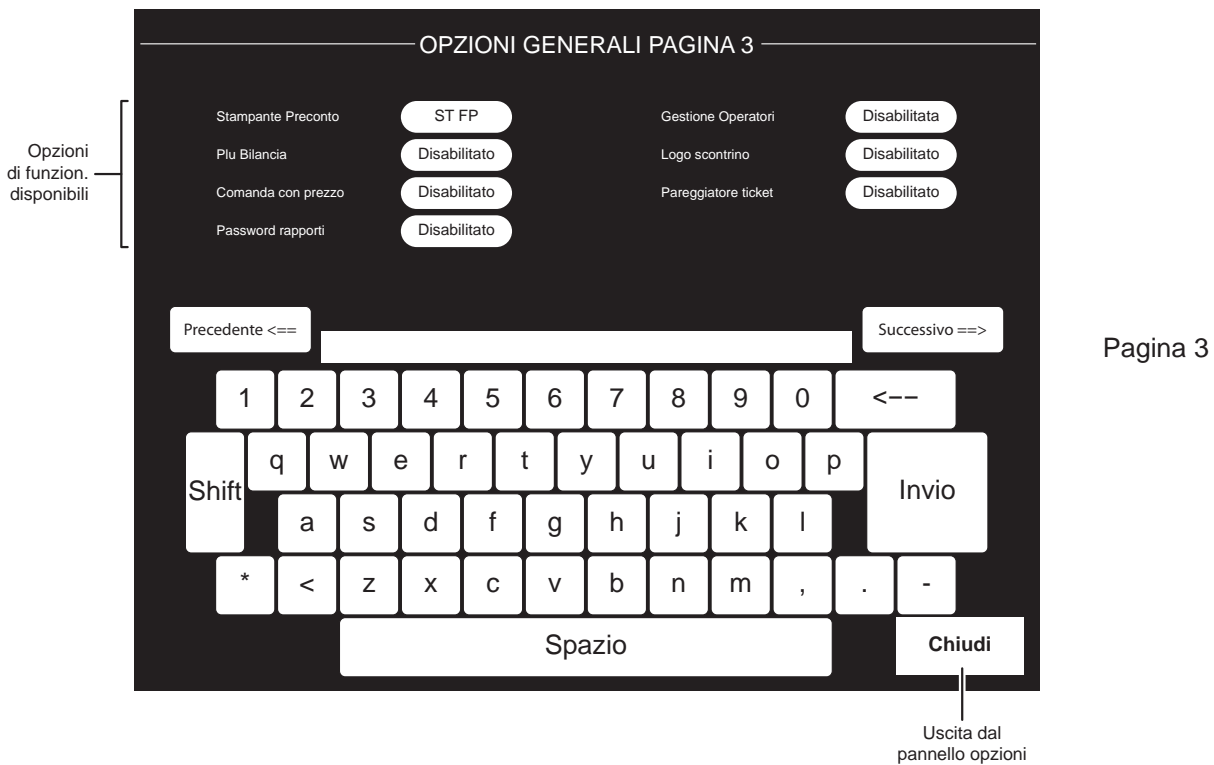 OPZIONI GENERALI PAGINA 3
Opzioni
di funzion.
disponibili
Stampante Preconto ST FP Gestione Operatori Disabilitata
Plu Bilancia Disabilitato Logo scontrino Disabilitato
Comanda con prezzo Disabilitato Pareggiatore ticket Disabilitato
Password rapporti Disabilitato
Precedente <== Successivo ==>
Pagina 3
1 2 3 4 5 6 7 8 9 0 <--
q w e r t y u i o p
Shift Invio
a s d f g h j k l
* < z x c v b n m , . -
Spazio Chiudi
Uscita dal
pannello opzioni